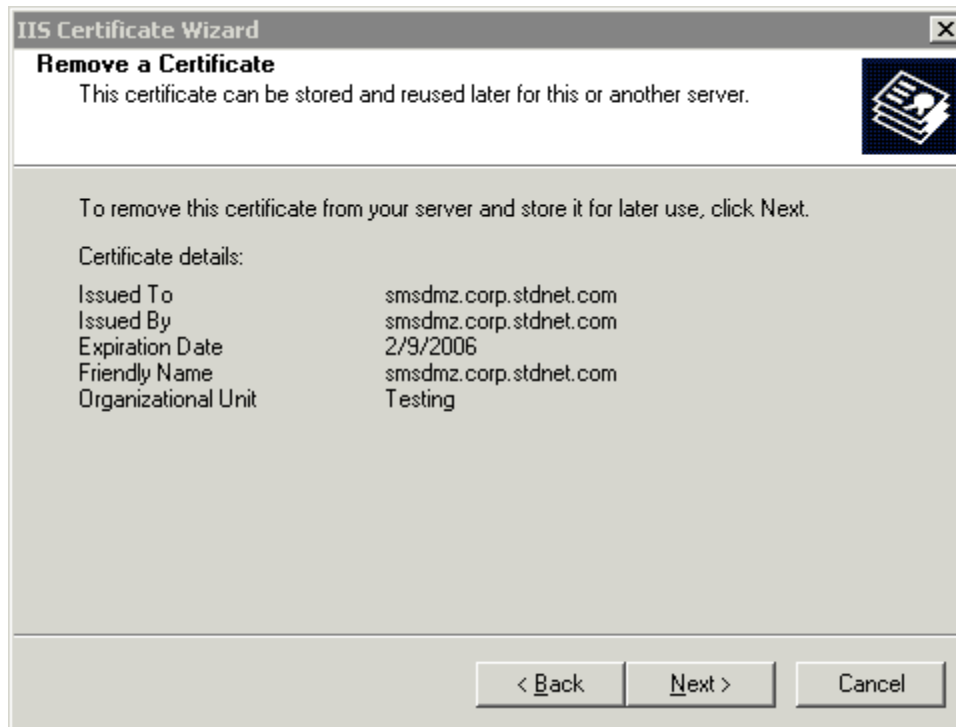 IIS Certificate Wizard
Remove a Certificate
This certificate can be stored and reused later for this or another server.
To remove this certificate from your server and store it for later use, click Next.
Certificate details:
Issued To smsdmz.corp.stdnet.com
Issued By smsdmz.corp.stdnet.com
Expiration Date 2/9/2006
Friendly Name smsdmz.corp.stdnet.com
Organizational Unit Testing
< Back Next > Cancel